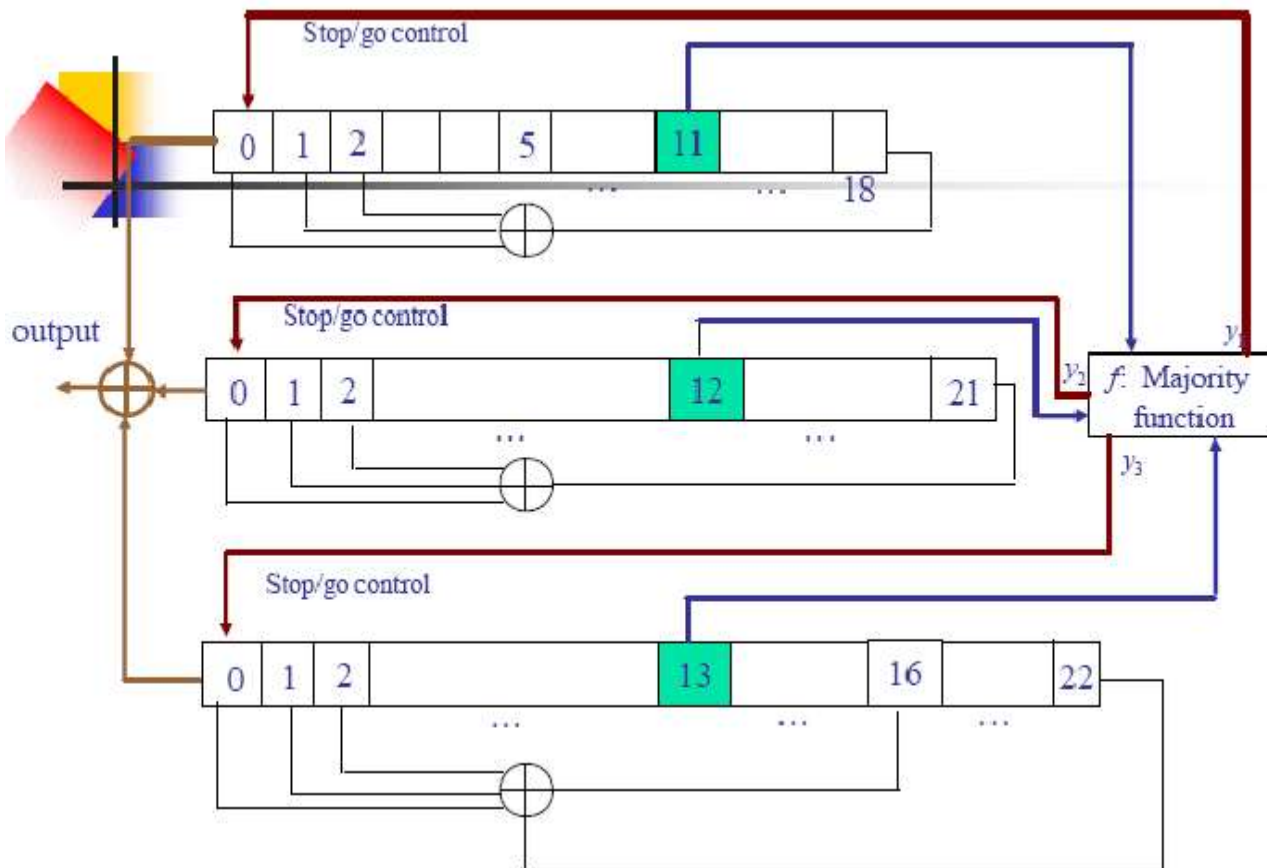 Stop/go control
0 1 2 5 11
... ... 18
Stop/go control
output
y1
0 1 2 12 21
y2
f: Majority
function
... ...
y3
Stop/go control
0 1 2 13 16 22
... ... ...